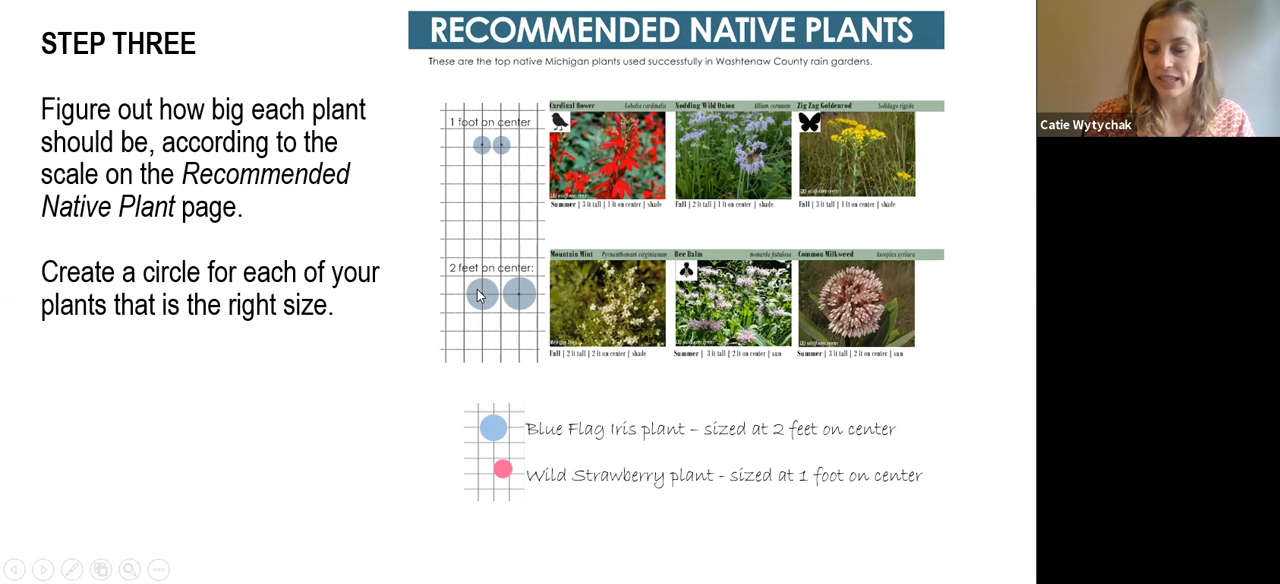 STEP THREE
Figure out how big each plant
should be, according to the
scale on the Recommended
Native Plant page.
Create a circle for each of your
plants that is the right size.
RECOMMENDED NATIVE PLANTS
These are the top native Michigan plants used successfully in Washtenaw County rain gardens.
1 foot on center
Cardinal flower Lobelia cardinalis
Nodding Wild Onion Allium cernuum
Zig Zag Goldenrod Solidago rigida
Summer | 3 ft tall | 1 ft on center | shade
Fall | 2 ft tall | 1 ft on center | shade
Fall | 3 ft tall | 1 ft on center | shade
2 feet on center:
Mountain Mint Pycnanthemum virginianum
Bee Balm monarda fistulosa
Common Milkweed Asclepias syriaca
Fall | 2 ft tall | 2 ft on center | shade
Summer | 3 ft tall | 2 ft on center | sun
Summer | 3 ft tall | 2 ft on center | sun
Blue Flag Iris plant – sized at 2 feet on center
Wild Strawberry plant - sized at 1 foot on center
Catie Wytychak